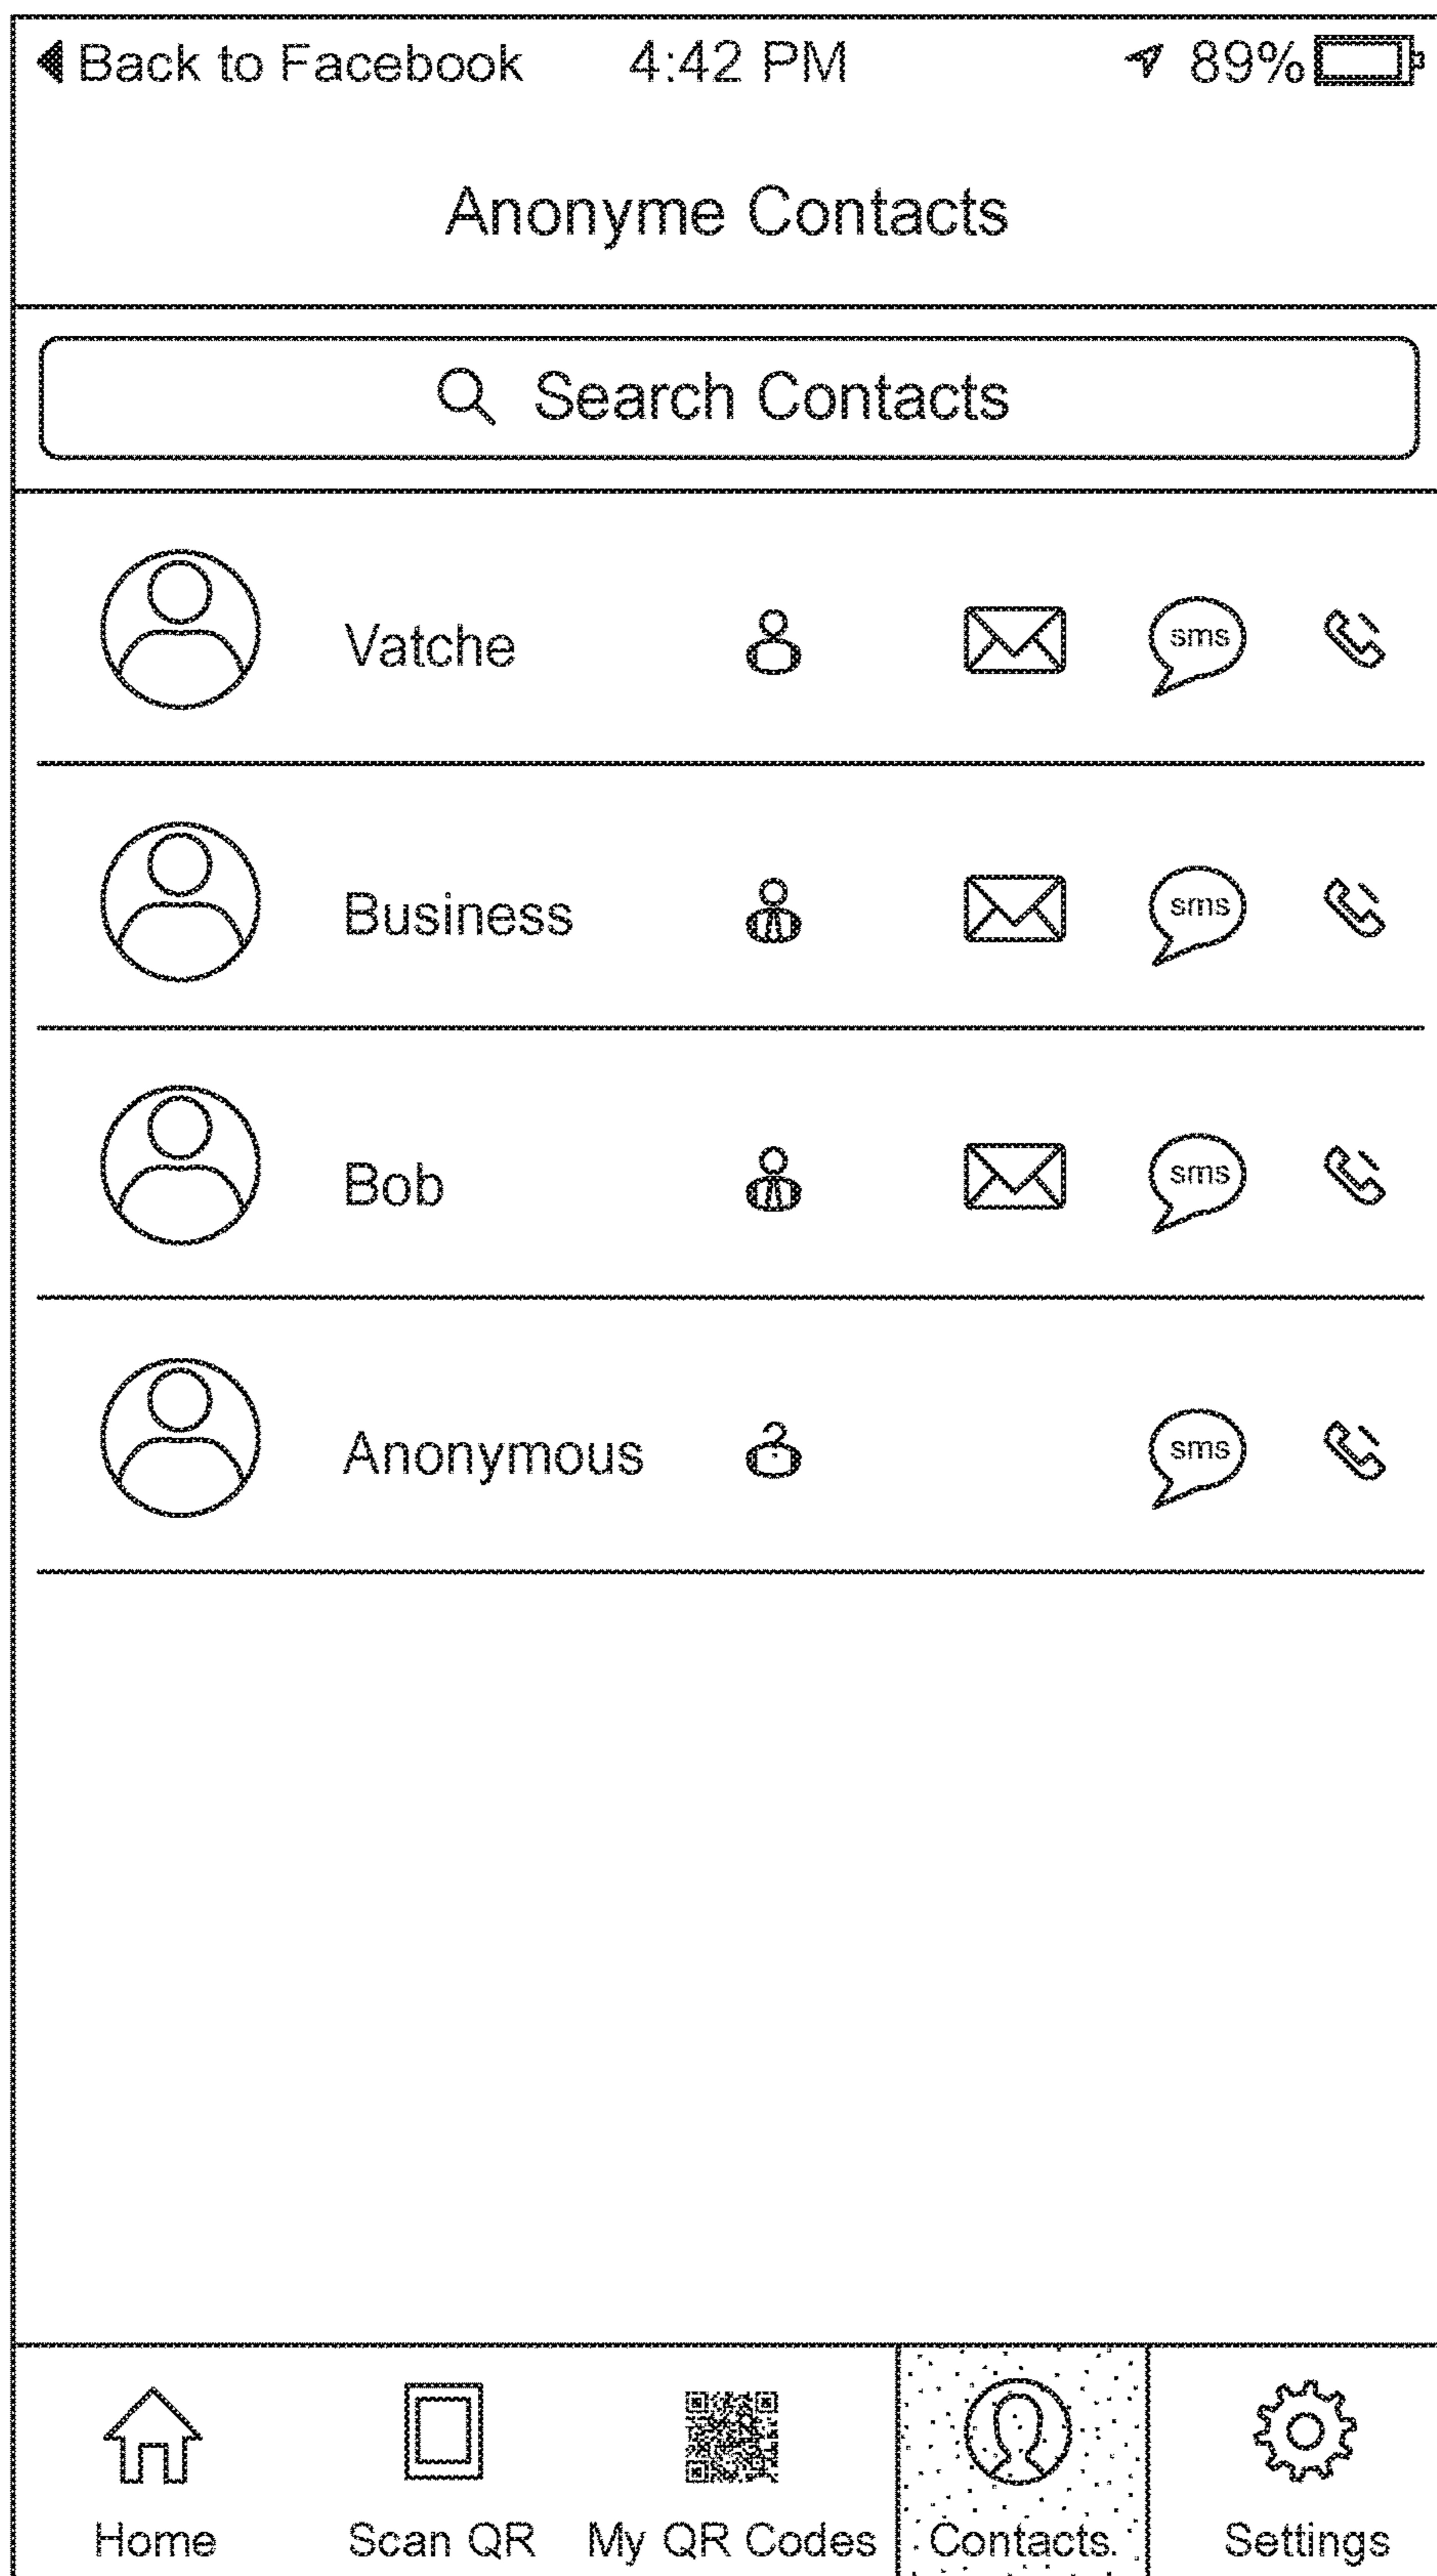 Back to Facebook 4:42 PM 89%
Anonyme Contacts
Search Contacts
Vatche sms
Business sms
Bob sms
Anonymous ? sms
Home Scan QR My QR Codes Contacts Settings